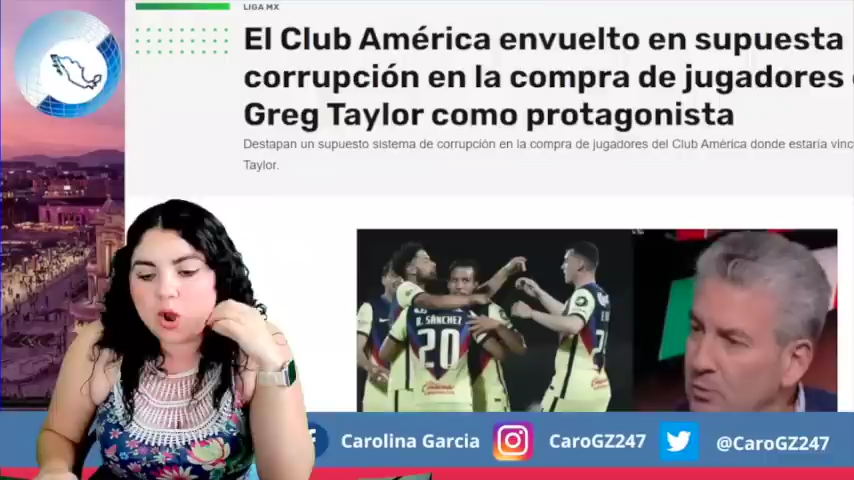 LIGA MX
El Club América envuelto en supuesta
corrupción en la compra de jugadores
Greg Taylor como protagonista
Destapan un supuesto sistema de corrupción en la compra de jugadores del Club América donde estaría
Taylor.
R. SÁNCHEZ
20
Carolina Garcia
CaroGZ247
@CaroGZ247